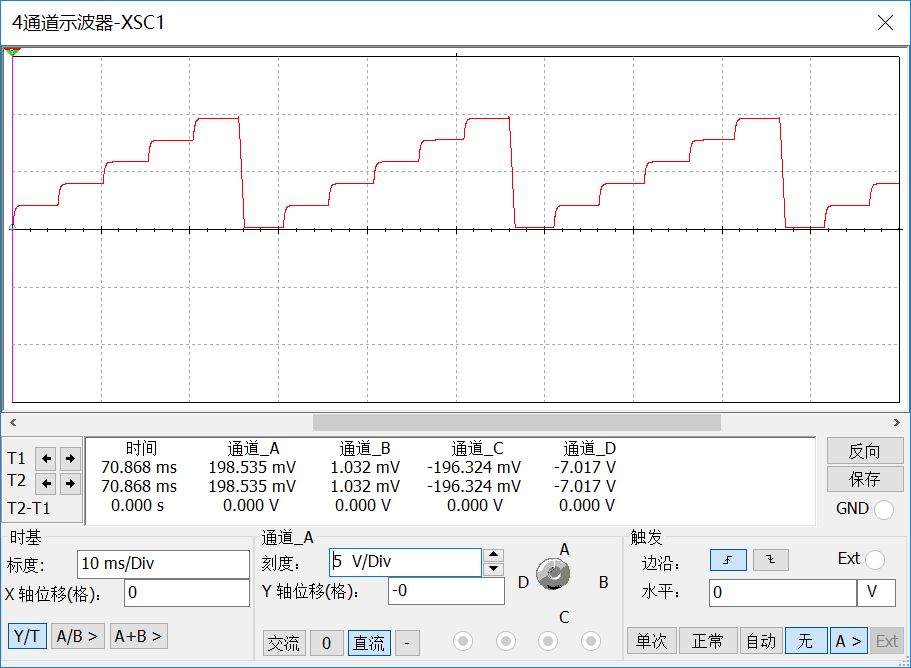 4通道示波器-XSC1
时间 通道_A 通道_B 通道_C 通道_D
T1 70.868 ms 198.535 mV 1.032 mV -196.324 mV -7.017 V
T2 70.868 ms 198.535 mV 1.032 mV -196.324 mV -7.017 V
T2-T1 0.000 s 0.000 V 0.000 V 0.000 V 0.000 V
反向
保存
GND
时基
标度： 10 ms/Div
X 轴位移(格)： 0
Y/T A/B > A+B >
通道_A
刻度： 5 V/Div
Y 轴位移(格)： -0
交流 0 直流 -
A
D B
C
触发
边沿： Ext
水平： 0 V
单次 正常 自动 无 A > Ext